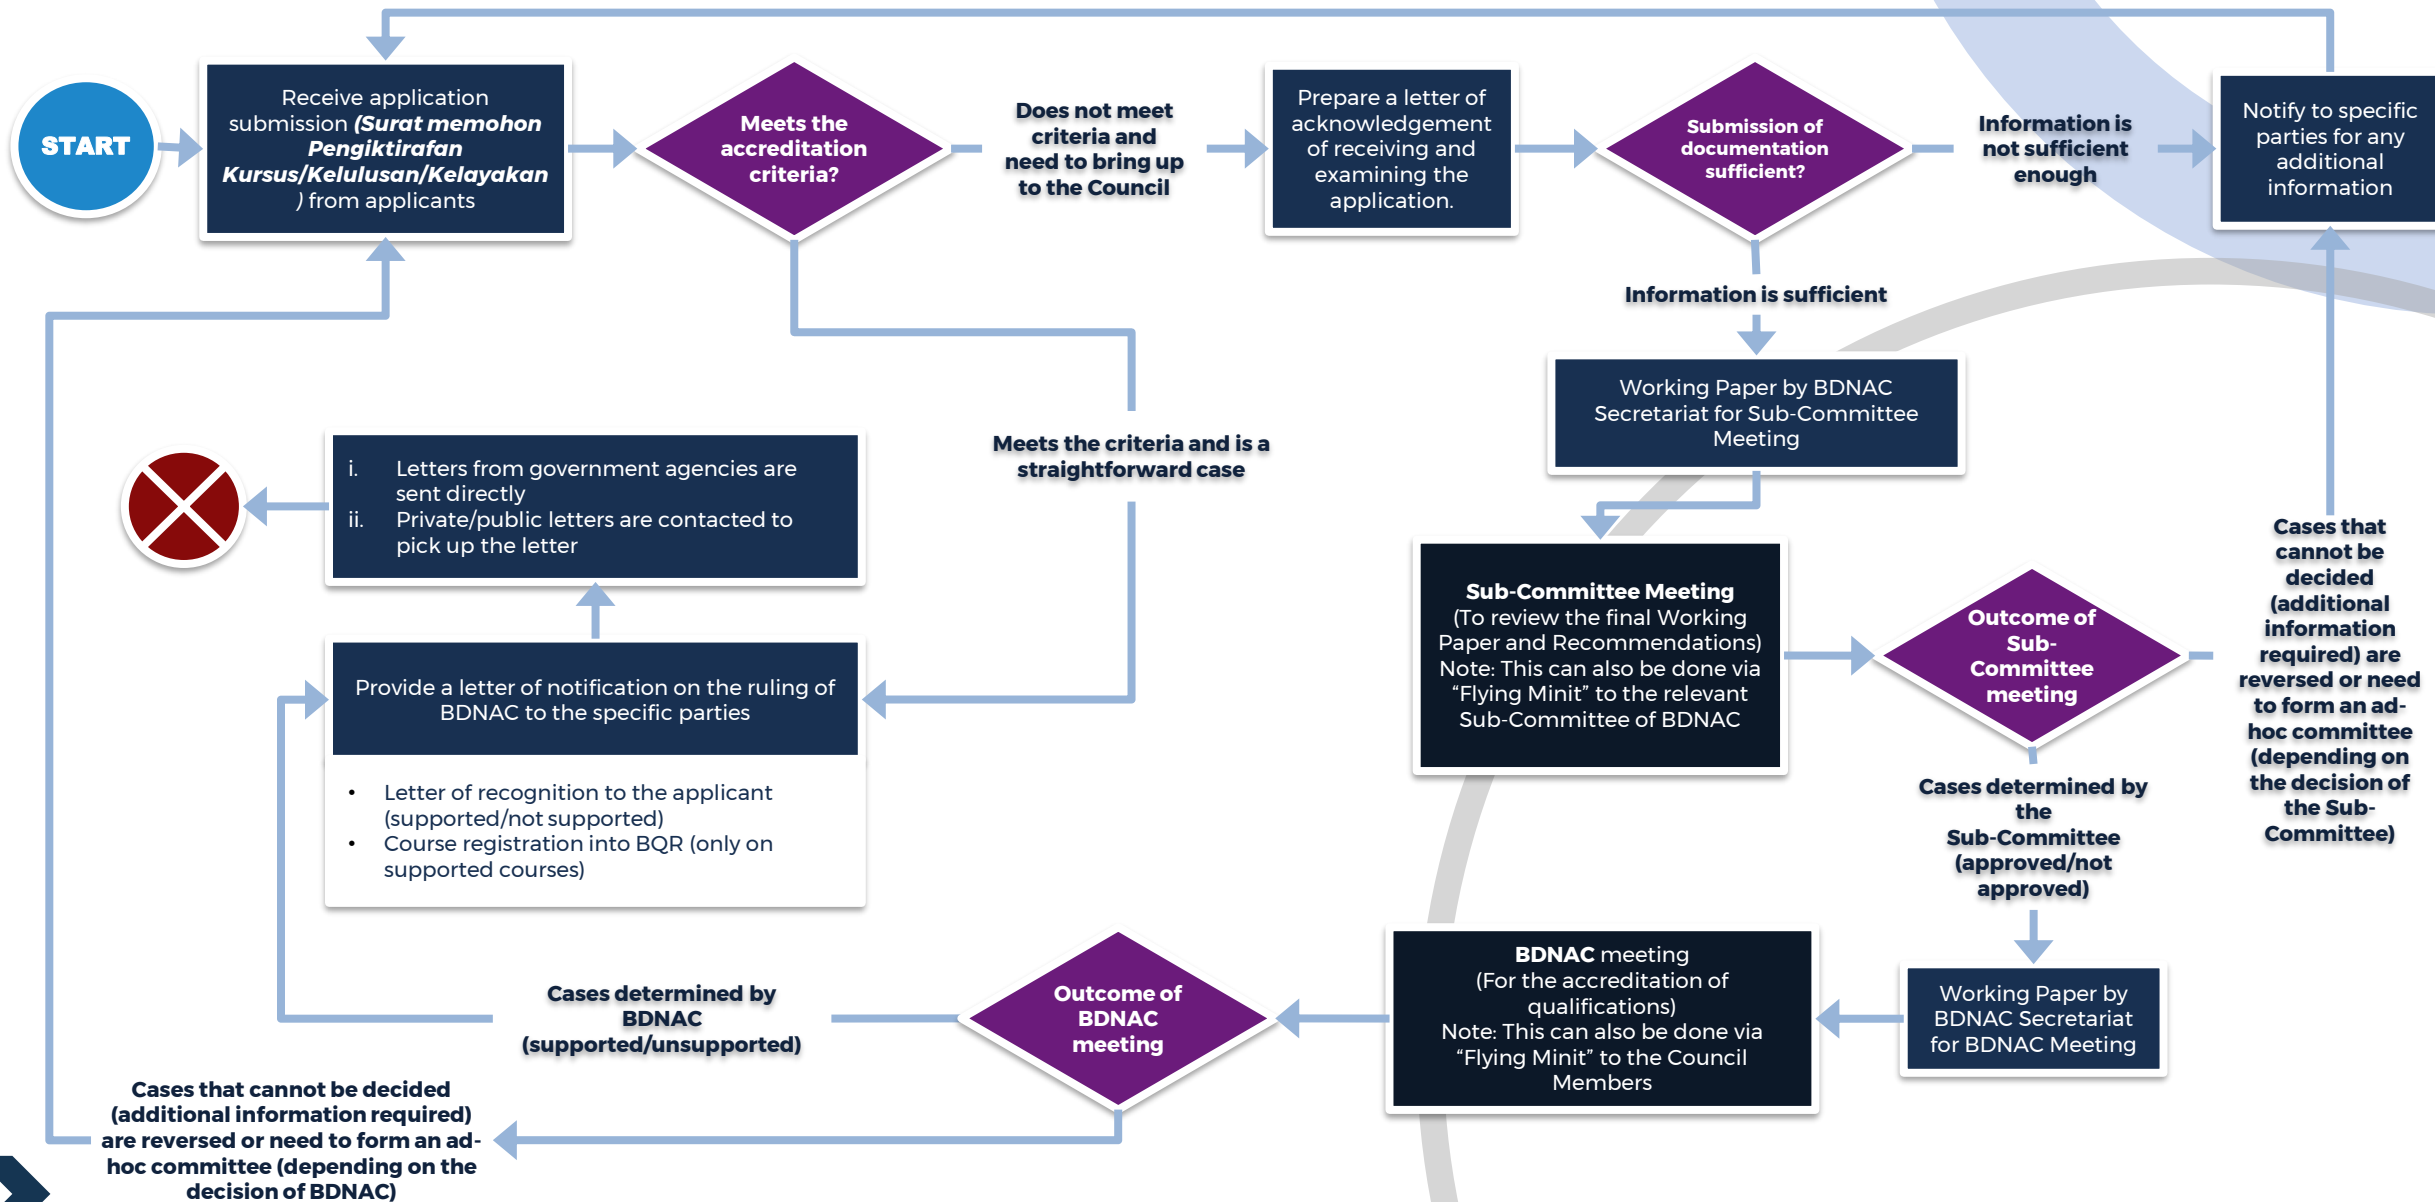 START
Receive application
submission (Surat memohon
Pengiktirafan
Kursus/Kelulusan/Kelayakan
) from applicants
Meets the
accreditation
criteria?
Does not meet
criteria and
need to bring up
to the Council
Prepare a letter of
acknowledgement
of receiving and
examining the
application.
Submission of
documentation
sufficient?
Information is
not sufficient
enough
Notify to specific
parties for any
additional
information
Information is sufficient
Working Paper by BDNAC
Secretariat for Sub-Committee
Meeting
Meets the criteria and is a
straightforward case
i. Letters from government agencies are
sent directly
ii. Private/public letters are contacted to
pick up the letter
Sub-Committee Meeting
(To review the final Working
Paper and Recommendations)
Note: This can also be done via
“Flying Minit” to the relevant
Sub-Committee of BDNAC
Outcome of
Sub-
Committee
meeting
Cases that
cannot be
decided
(additional
information
required) are
reversed or need
to form an ad-
hoc committee
(depending on
the decision of
the Sub-
Committee)
Provide a letter of notification on the ruling of
BDNAC to the specific parties
• Letter of recognition to the applicant
(supported/not supported)
• Course registration into BQR (only on
supported courses)
Cases determined by
the
Sub-Committee
(approved/not
approved)
Working Paper by
BDNAC Secretariat
for BDNAC Meeting
BDNAC meeting
(For the accreditation of
qualifications)
Note: This can also be done via
“Flying Minit” to the Council
Members
Outcome of
BDNAC
meeting
Cases determined by
BDNAC
(supported/unsupported)
Cases that cannot be decided
(additional information required)
are reversed or need to form an ad-
hoc committee (depending on the
decision of BDNAC)